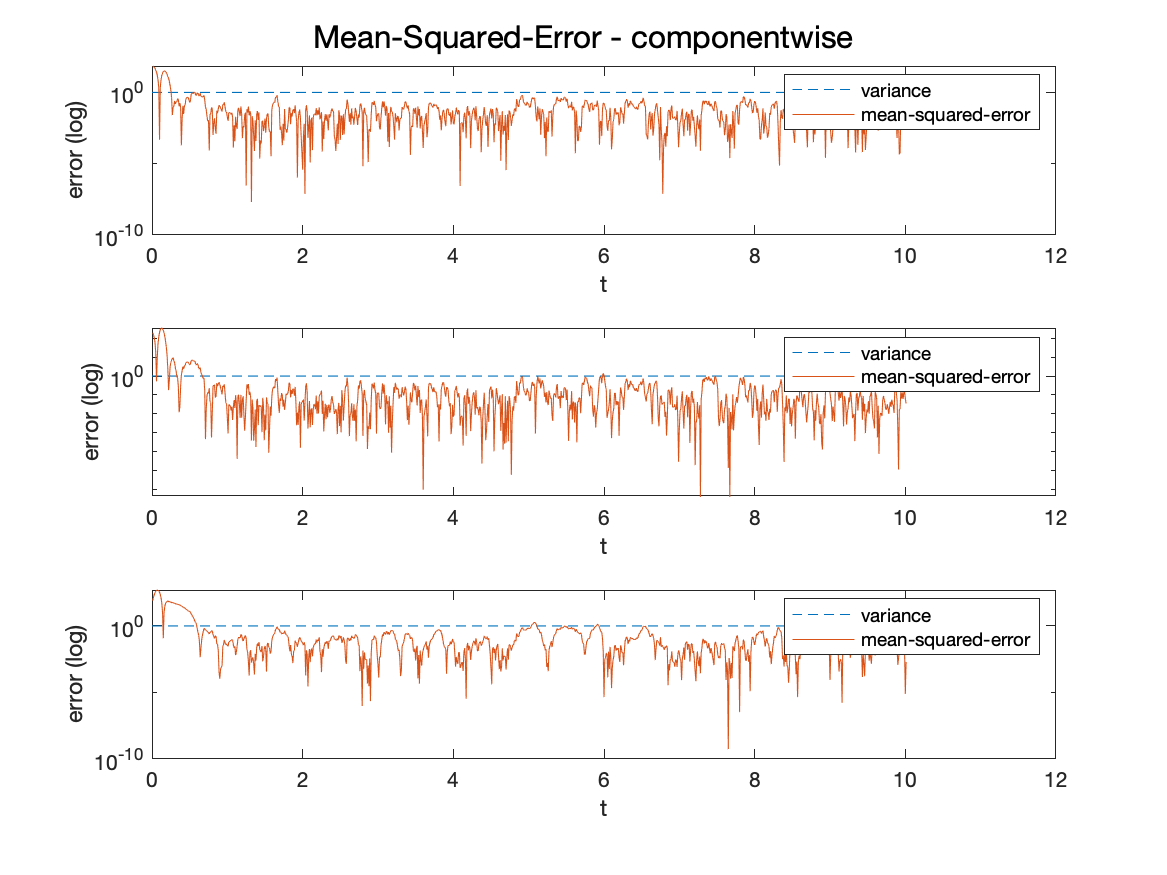 Mean-Squared-Error - componentwise
error (log)
10^0
10^-10
variance
mean-squared-error
0 2 4 6 8 10 12
t
error (log)
10^0
variance
mean-squared-error
0 2 4 6 8 10 12
t
error (log)
10^0
10^-10
variance
mean-squared-error
0 2 4 6 8 10 12
t